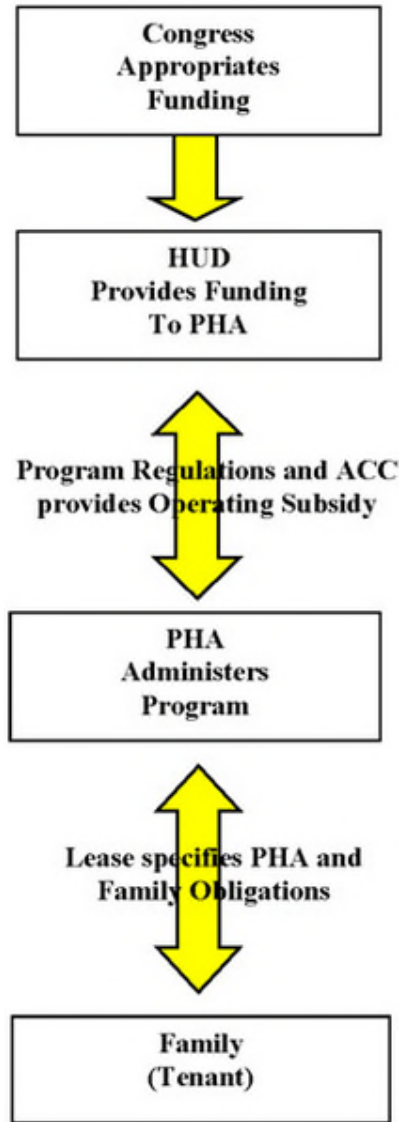 Congress
Appropriates
Funding
HUD
Provides Funding
To PHA
Program Regulations and ACC
provides Operating Subsidy
PHA
Administers
Program
Lease specifies PHA and
Family Obligations
Family
(Tenant)